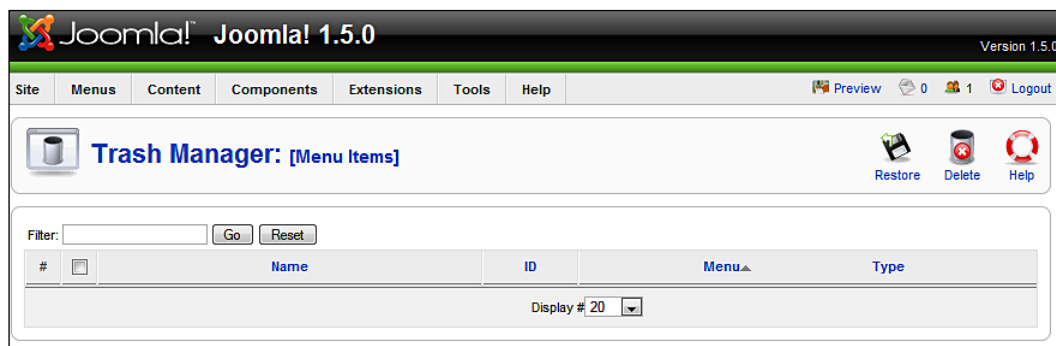 Joomla!™ Joomla! 1.5.0
Version 1.5.0
Site Menus Content Components Extensions Tools Help Preview 0 1 Logout
Trash Manager: [Menu Items]
Restore Delete Help
Filter: Go Reset
# Name ID Menu Type
Display # 20